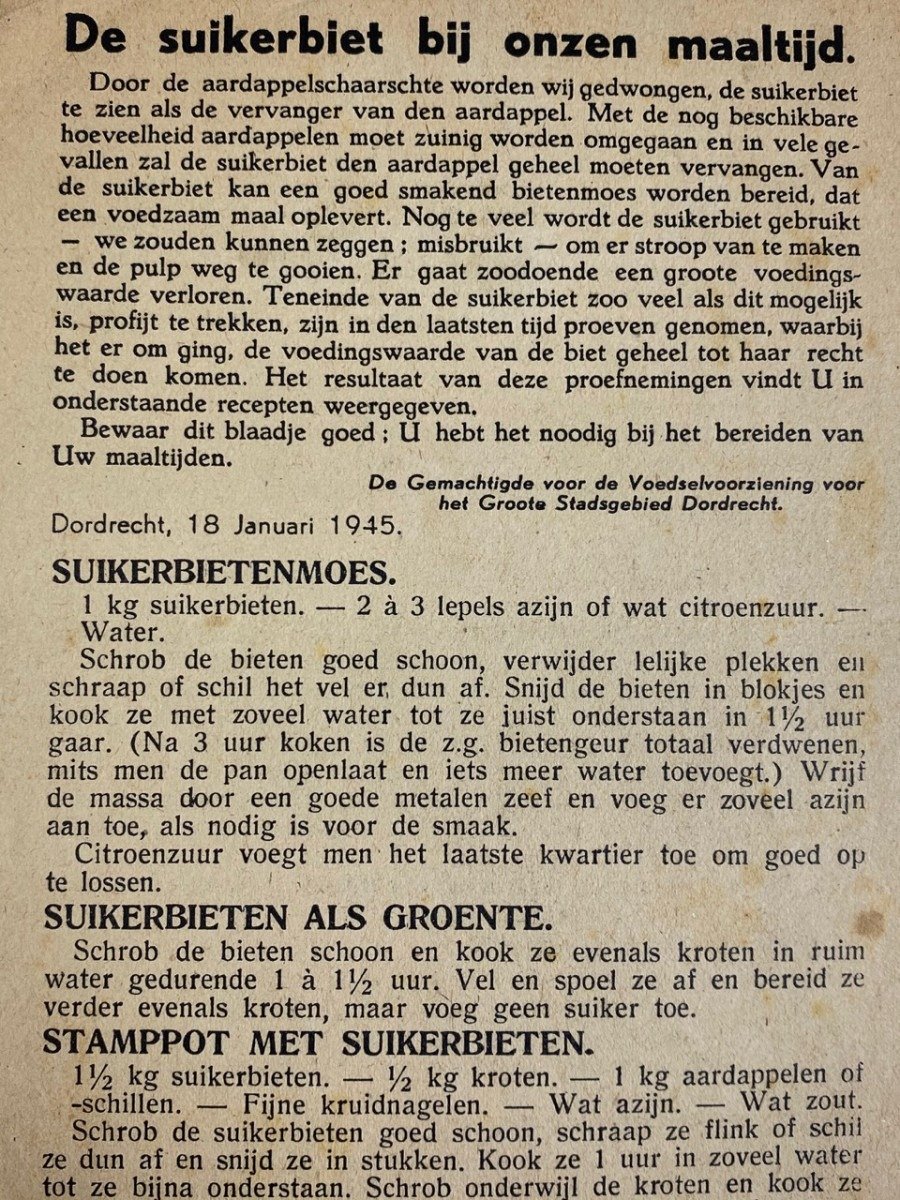 De suikerbiet bij onzen maaltijd.
Door de aardappelschaarschte worden wij gedwongen, de suikerbiet
te zien als de vervanger van den aardappel. Met de nog beschikbare
hoeveelheid aardappelen moet zuinig worden omgegaan en in vele ge-
vallen zal de suikerbiet den aardappel geheel moeten vervangen. Van
de suikerbiet kan een goed smakend bietenmoes worden bereid, dat
een voedzaam maal oplevert. Nog te veel wordt de suikerbiet gebruikt
— we zouden kunnen zeggen ; misbruikt — om er stroop van te maken
en de pulp weg te gooien. Er gaat zoodoende een groote voedings-
waarde verloren. Teneinde van de suikerbiet zoo veel als dit mogelijk
is, profijt te trekken, zijn in den laatsten tijd proeven genomen, waarbij
het er om ging, de voedingswaarde van de biet geheel tot haar recht
te doen komen. Het resultaat van deze proefnemingen vindt U in
onderstaande recepten weergegeven.
Bewaar dit blaadje goed ; U hebt het noodig bij het bereiden van
Uw maaltijden.
De Gemachtigde voor de Voedselvoorziening voor
het Groote Stadsgebied Dordrecht.
Dordrecht, 18 Januari 1945.
SUIKERBIETENMOES.
1 kg suikerbieten. — 2 à 3 lepels azijn of wat citroenzuur. —
Water.
Schrob de bieten goed schoon, verwijder lelijke plekken en
schraap of schil het vel er, dun af. Snijd de bieten in blokjes en
kook ze met zoveel water tot ze juist onderstaan in 1½ uur
gaar. (Na 3 uur koken is de z.g. bietengeur totaal verdwenen,
mits men de pan openlaat en iets meer water toevoegt.) Wrijf
de massa door een goede metalen zeef en voeg er zoveel azijn
aan toe, als nodig is voor de smaak.
Citroenzuur voegt men het laatste kwartier toe om goed op
te lossen.
SUIKERBIETEN ALS GROENTE.
Schrob de bieten schoon en kook ze evenals kroten in ruim
water gedurende 1 à 1½ uur. Vel en spoel ze af en bereid ze
verder evenals kroten, maar voeg geen suiker toe.
STAMPPOT MET SUIKERBIETEN.
1½ kg suikerbieten. — ½ kg kroten. — 1 kg aardappelen of
-schillen. — Fijne kruidnagelen. — Wat azijn. — Wat zout.
Schrob de suikerbieten goed schoon, schraap ze flink of schil
ze dun af en snijd ze in stukken. Kook ze 1 uur in zoveel water
tot ze bijna onderstaan. Schrob onderwijl de kroten en kook ze